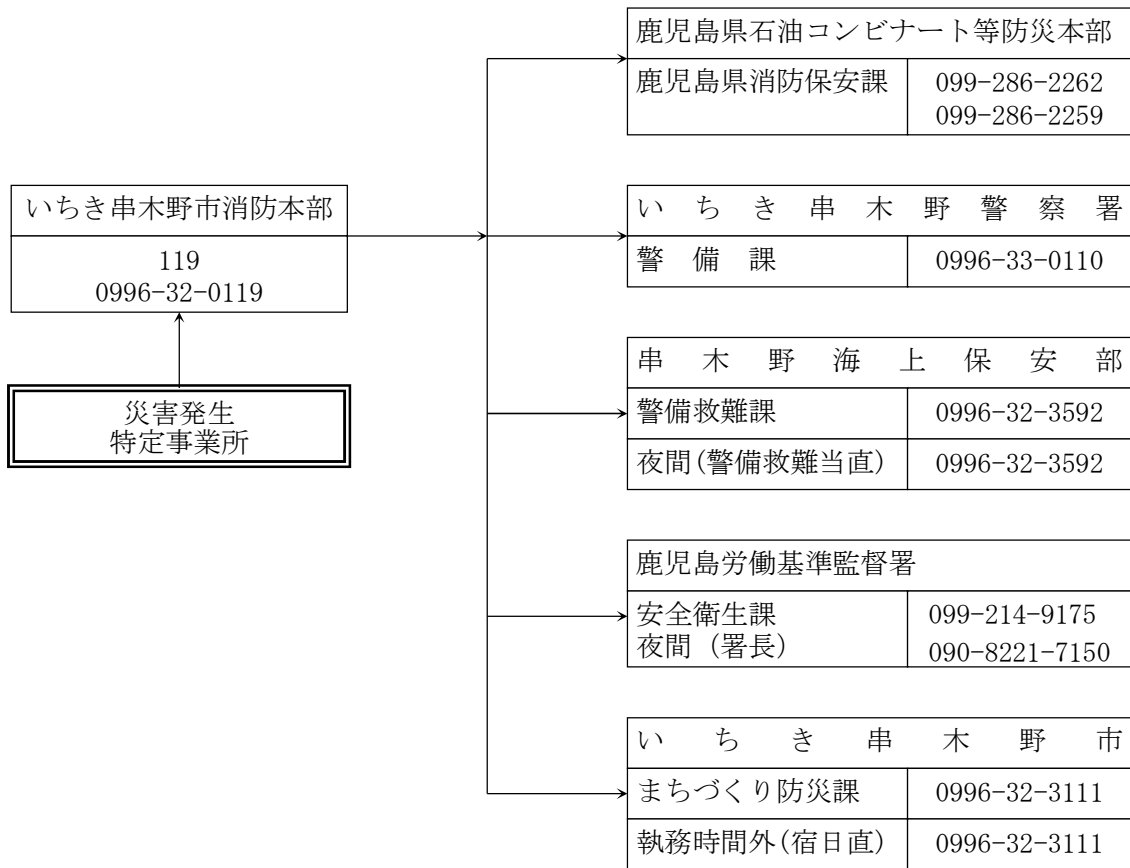 鹿児島県石油コンビナート等防災本部
鹿児島県消防保安課 099-286-2262
099-286-2259
いちき串木野市消防本部
119
0996-32-0119
災害発生
特定事業所
いちき串木野警察署
警備課 0996-33-0110
串木野海上保安部
警備救難課 0996-32-3592
夜間(警備救難当直) 0996-32-3592
鹿児島労働基準監督署
安全衛生課 099-214-9175
夜間（署長） 090-8221-7150
いちき串木野市
まちづくり防災課 0996-32-3111
執務時間外(宿日直) 0996-32-3111